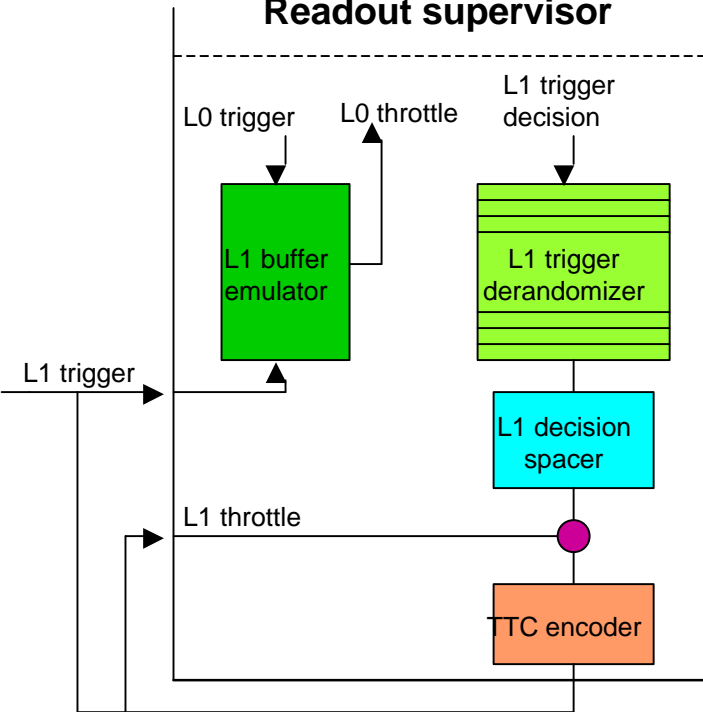 Readout supervisor
L1 trigger
decision
L0 trigger
L0 throttle
L1 buffer
emulator
L1 trigger
derandomizer
L1 trigger
L1 decision
spacer
L1 throttle
TTC encoder